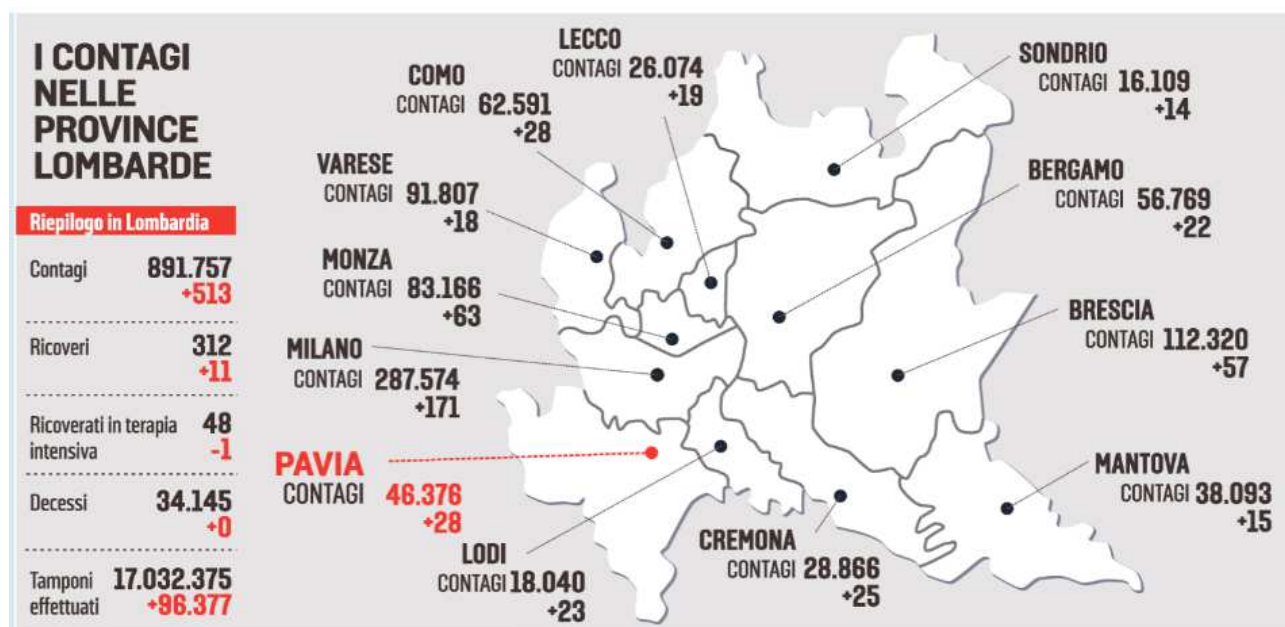 I CONTAGI
NELLE
PROVINCE
LOMBARDE
Riepilogo in Lombardia
Contagi 891.757
+513
Ricoveri 312
+11
Ricoverati in terapia intensiva 48
-1
Decessi 34.145
+0
Tamponi effettuati 17.032.375
+96.377
LECCO
CONTAGI 26.074
+19
COMO
CONTAGI 62.591
+28
VARESE
CONTAGI 91.807
+18
MONZA
CONTAGI 83.166
+63
MILANO
CONTAGI 287.574
+171
PAVIA
CONTAGI 46.376
+28
LODI
CONTAGI 18.040
+23
CREMONA
CONTAGI 28.866
+25
SONDRIO
CONTAGI 16.109
+14
BERGAMO
CONTAGI 56.769
+22
BRESCIA
CONTAGI 112.320
+57
MANTOVA
CONTAGI 38.093
+15